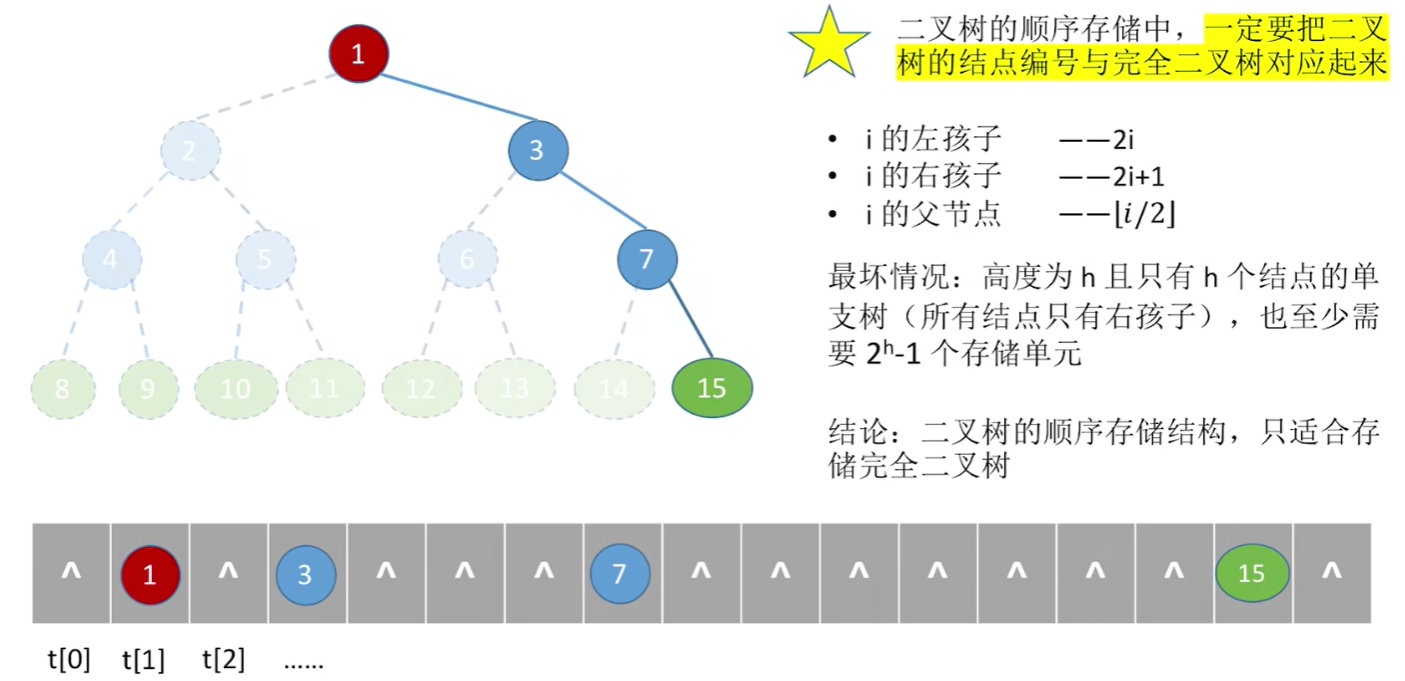 1
2
3
4
5
6
7
8
9
10
11
12
13
14
15
二叉树的顺序存储中，一定要把二叉
树的结点编号与完全二叉树对应起来
• i 的左孩子 ——2i
• i 的右孩子 ——2i+1
• i 的父节点 ——⌊i/2⌋
最坏情况：高度为 h 且只有 h 个结点的单
支树（所有结点只有右孩子），也至少需
要 2ʰ-1 个存储单元
结论：二叉树的顺序存储结构，只适合存
储完全二叉树
^ 1 ^ 3 ^ ^ ^ 7 ^ ^ ^ ^ ^ ^ ^ 15 ^
t[0] t[1] t[2] ……